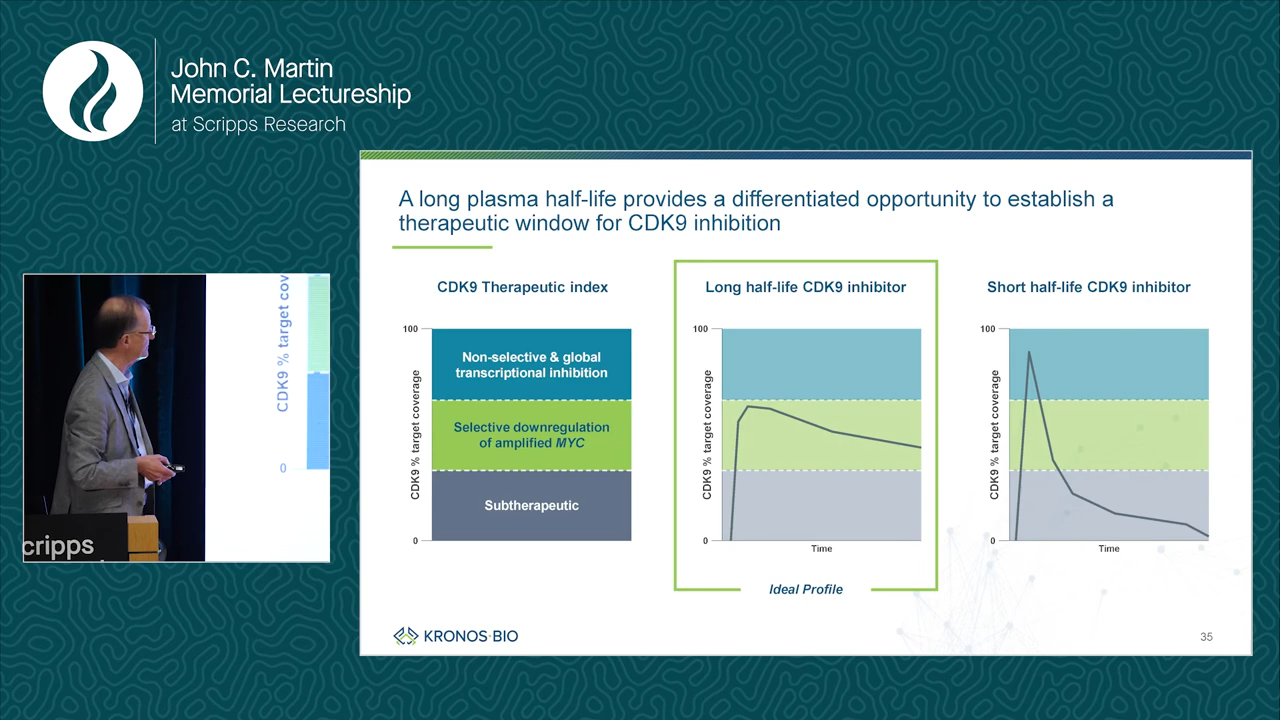 John C. Martin
Memorial Lectureship
at Scripps Research
A long plasma half-life provides a differentiated opportunity to establish a
therapeutic window for CDK9 inhibition
CDK9 Therapeutic index
100
CDK9 % target coverage
Non-selective & global
transcriptional inhibition
Selective downregulation
of amplified MYC
Subtherapeutic
0
Long half-life CDK9 inhibitor
100
CDK9 % target coverage
0
Time
Ideal Profile
Short half-life CDK9 inhibitor
100
CDK9 % target coverage
0
Time
KRONOS·BIO
35
CDK9 % target cov
0
cripps